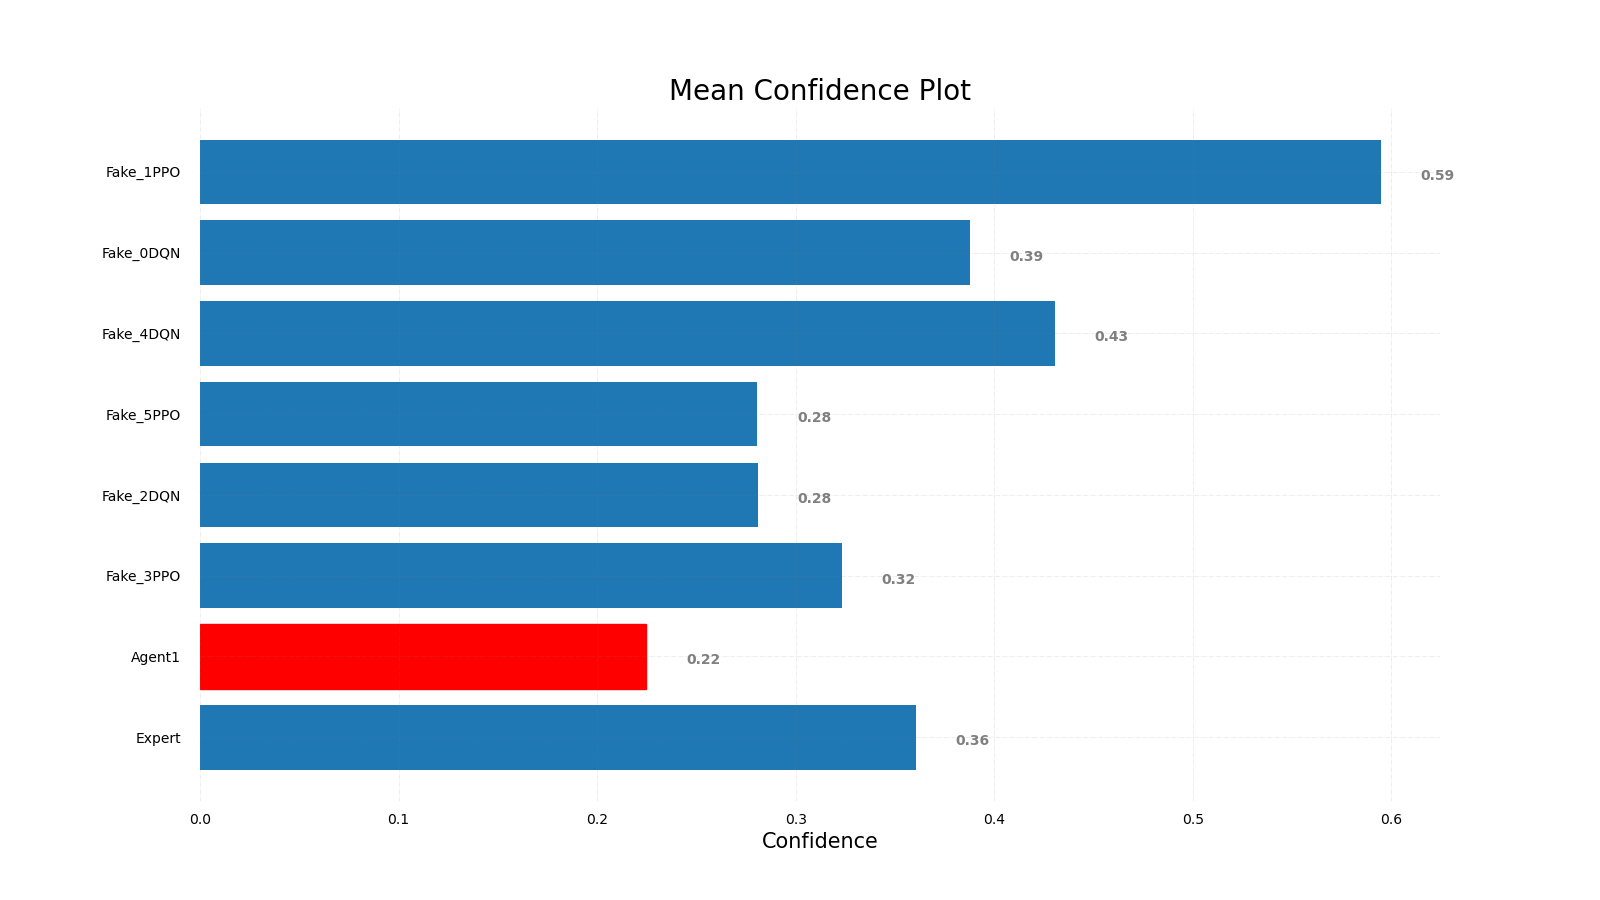 Mean Confidence Plot
Fake_1PPO 0.59
Fake_0DQN 0.39
Fake_4DQN 0.43
Fake_5PPO 0.28
Fake_2DQN 0.28
Fake_3PPO 0.32
Agent1 0.22
Expert 0.36
0.0 0.1 0.2 0.3 0.4 0.5 0.6
Confidence